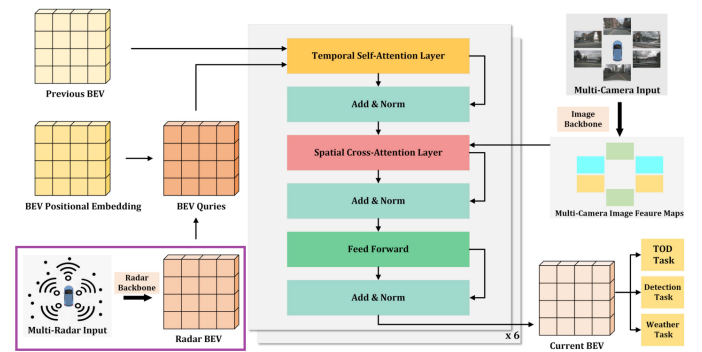 Previous BEV
BEV Positional Embedding
BEV Quries
Radar
Backbone
Multi-Radar Input
Radar BEV
Temporal Self-Attention Layer
Add & Norm
Spatial Cross-Attention Layer
Add & Norm
Feed Forward
Add & Norm
x 6
Multi-Camera Input
Image
Backbone
Multi-Camera Image Feaure Maps
Current BEV
TOD
Task
Detection
Task
Weather
Task